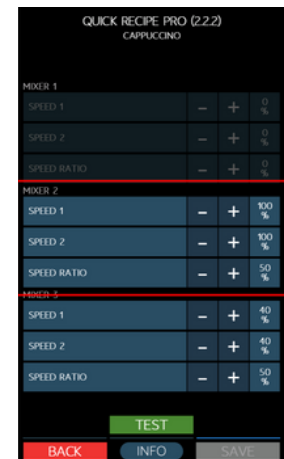 QUICK RECIPE PRO (2.2.2)
CAPPUCCINO
MIXER 1
SPEED 1 − + 0 %
SPEED 2 − + 0 %
SPEED RATIO − + 0 %
MIXER 2
SPEED 1 − + 100 %
SPEED 2 − + 100 %
SPEED RATIO − + 50 %
MIXER 3
SPEED 1 − + 40 %
SPEED 2 − + 40 %
SPEED RATIO − + 50 %
TEST
BACK INFO SAVE